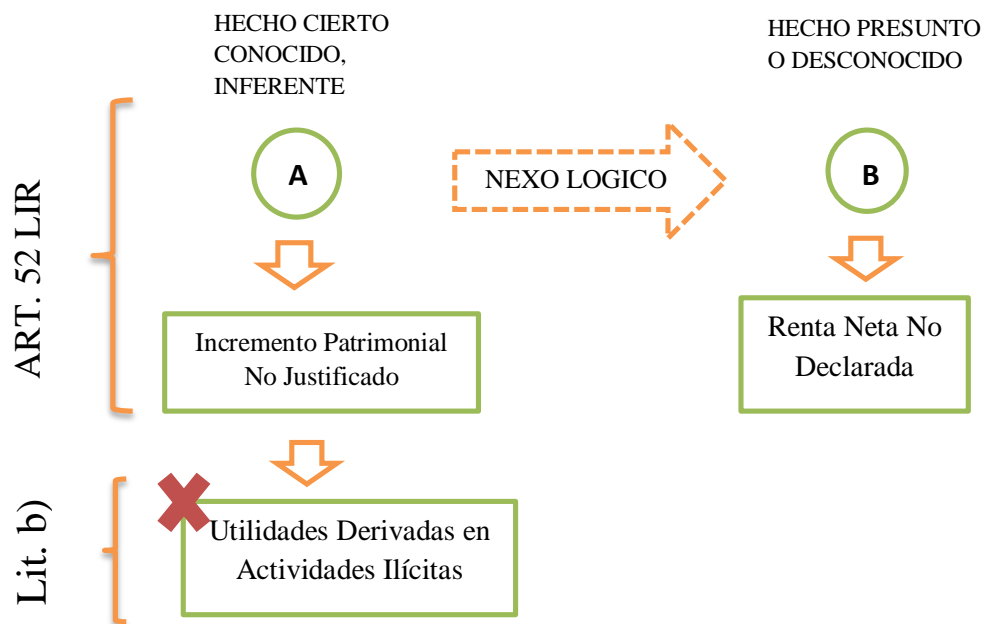 HECHO CIERTO
CONOCIDO,
INFERENTE
HECHO PRESUNTO
O DESCONOCIDO
ART. 52 LIR
A
NEXO LOGICO
B
Incremento Patrimonial
No Justificado
Renta Neta No
Declarada
Lit. b)
Utilidades Derivadas en
Actividades Ilícitas